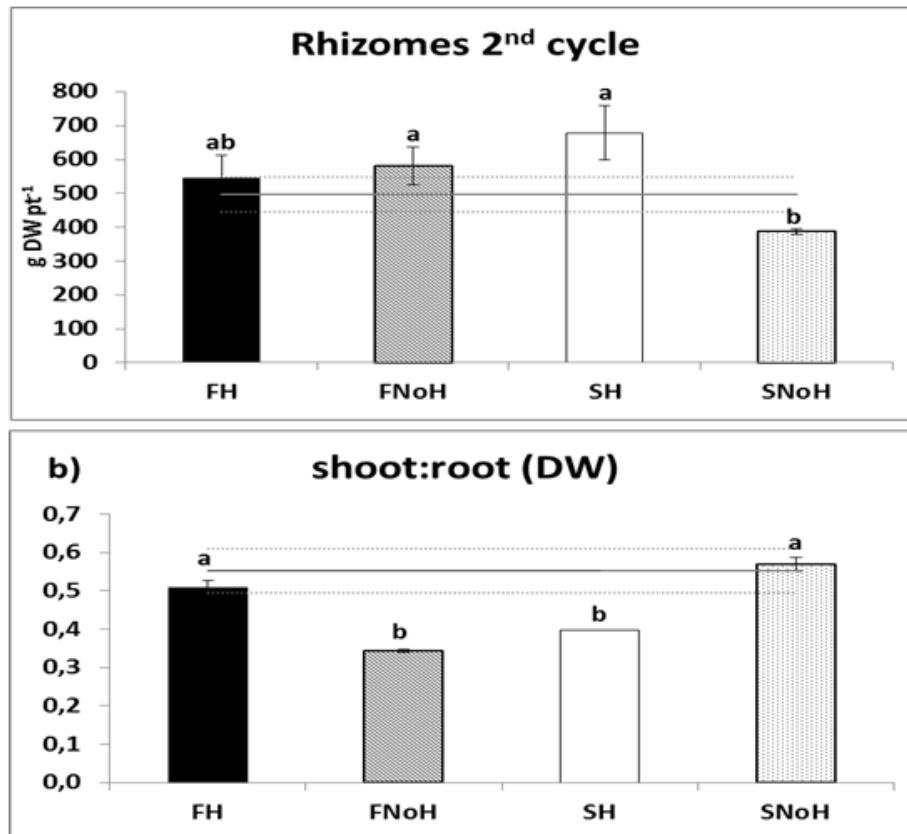 Rhizomes 2nd cycle
g DW pt-1
800
700
600
500
400
300
200
100
0
ab
a
a
b
FH FNoH SH SNoH
b) shoot:root (DW)
0,7
0,6
0,5
0,4
0,3
0,2
0,1
0,0
a
b
b
a
FH FNoH SH SNoH